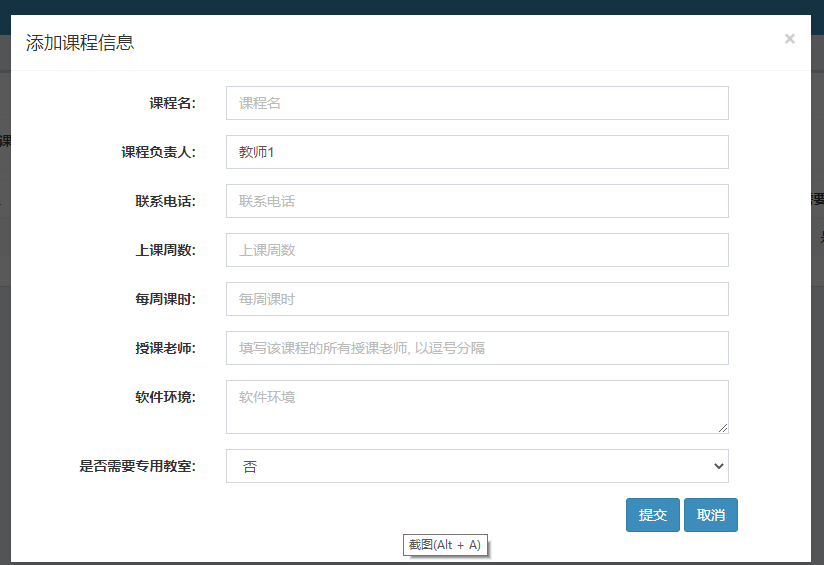 添加课程信息 ×
课
课程名: 课程名
课程负责人: 教师1
联系电话: 联系电话
要
上课周数: 上课周数
每周课时: 每周课时
授课老师: 填写该课程的所有授课老师, 以逗号分隔
软件环境: 软件环境
是否需要专用教室: 否
提交 取消
截图(Alt + A)